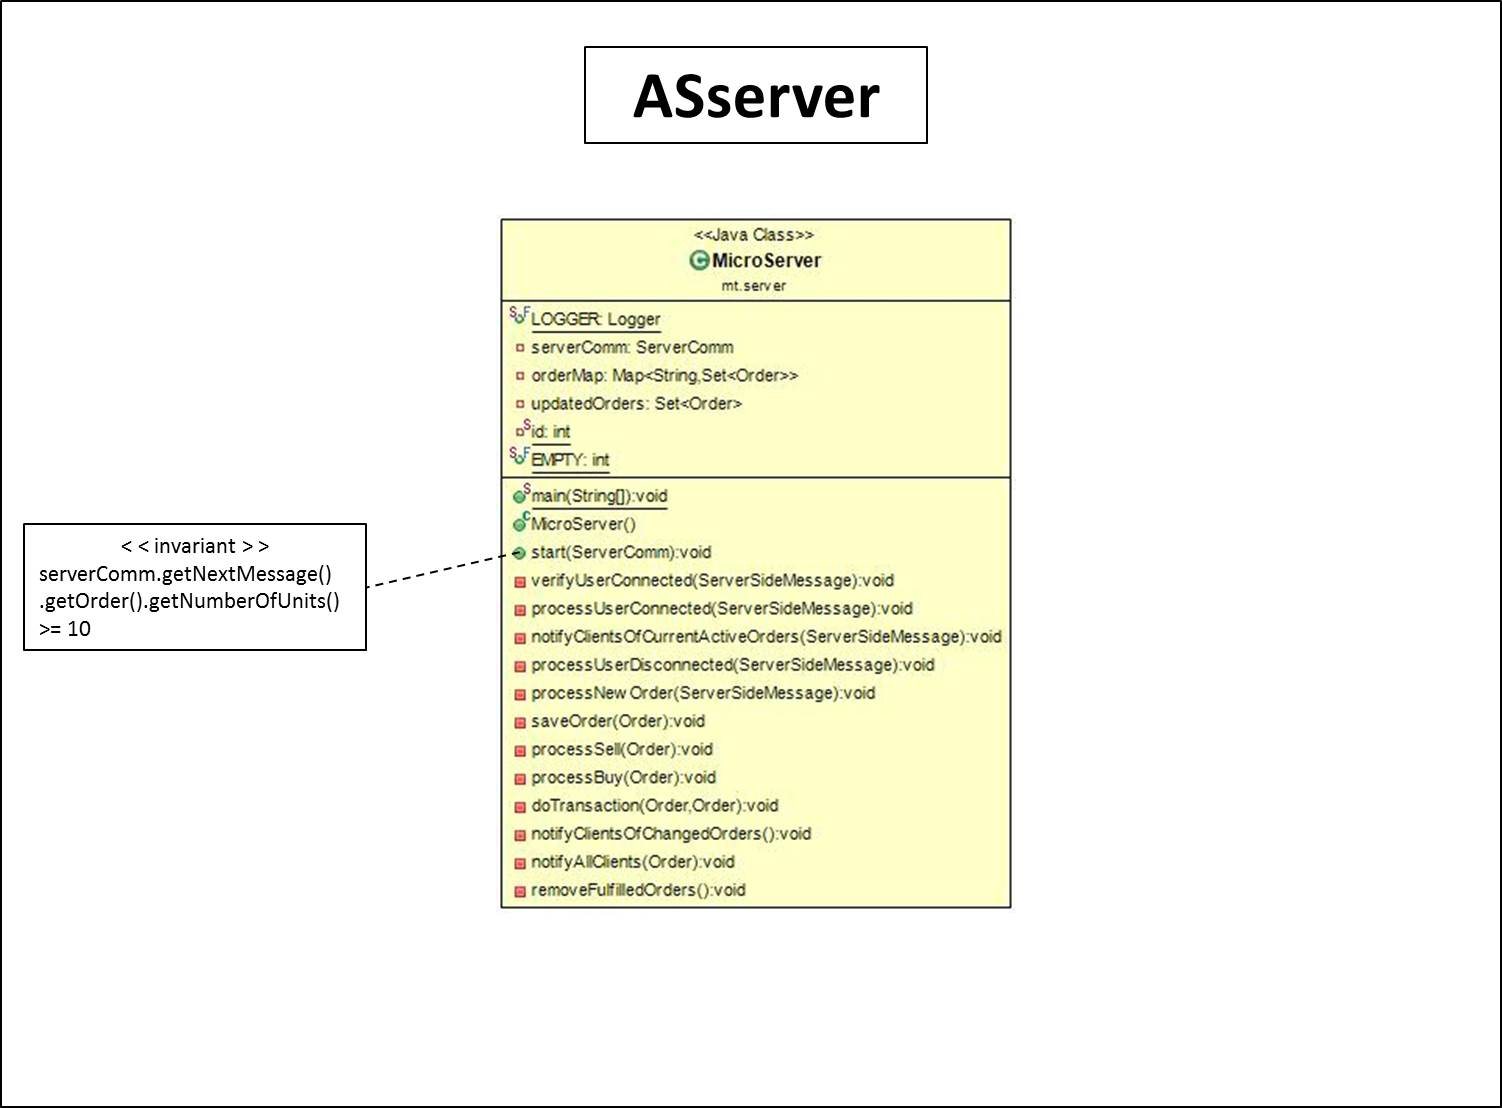 ASserver
<<Java Class>>
C MicroServer
mt.server
S F LOGGER: Logger
serverComm: ServerComm
orderMap: Map<String,Set<Order>>
updatedOrders: Set<Order>
S id: int
S F EMPTY: int
S main(String[]):void
C MicroServer()
start(ServerComm):void
verifyUserConnected(ServerSideMessage):void
processUserConnected(ServerSideMessage):void
notifyClientsOfCurrentActiveOrders(ServerSideMessage):void
processUserDisconnected(ServerSideMessage):void
processNewOrder(ServerSideMessage):void
saveOrder(Order):void
processSell(Order):void
processBuy(Order):void
doTransaction(Order,Order):void
notifyClientsOfChangedOrders():void
notifyAllClients(Order):void
removeFulfilledOrders():void
< < invariant > >
serverComm.getNextMessage()
.getOrder().getNumberOfUnits()
>= 10